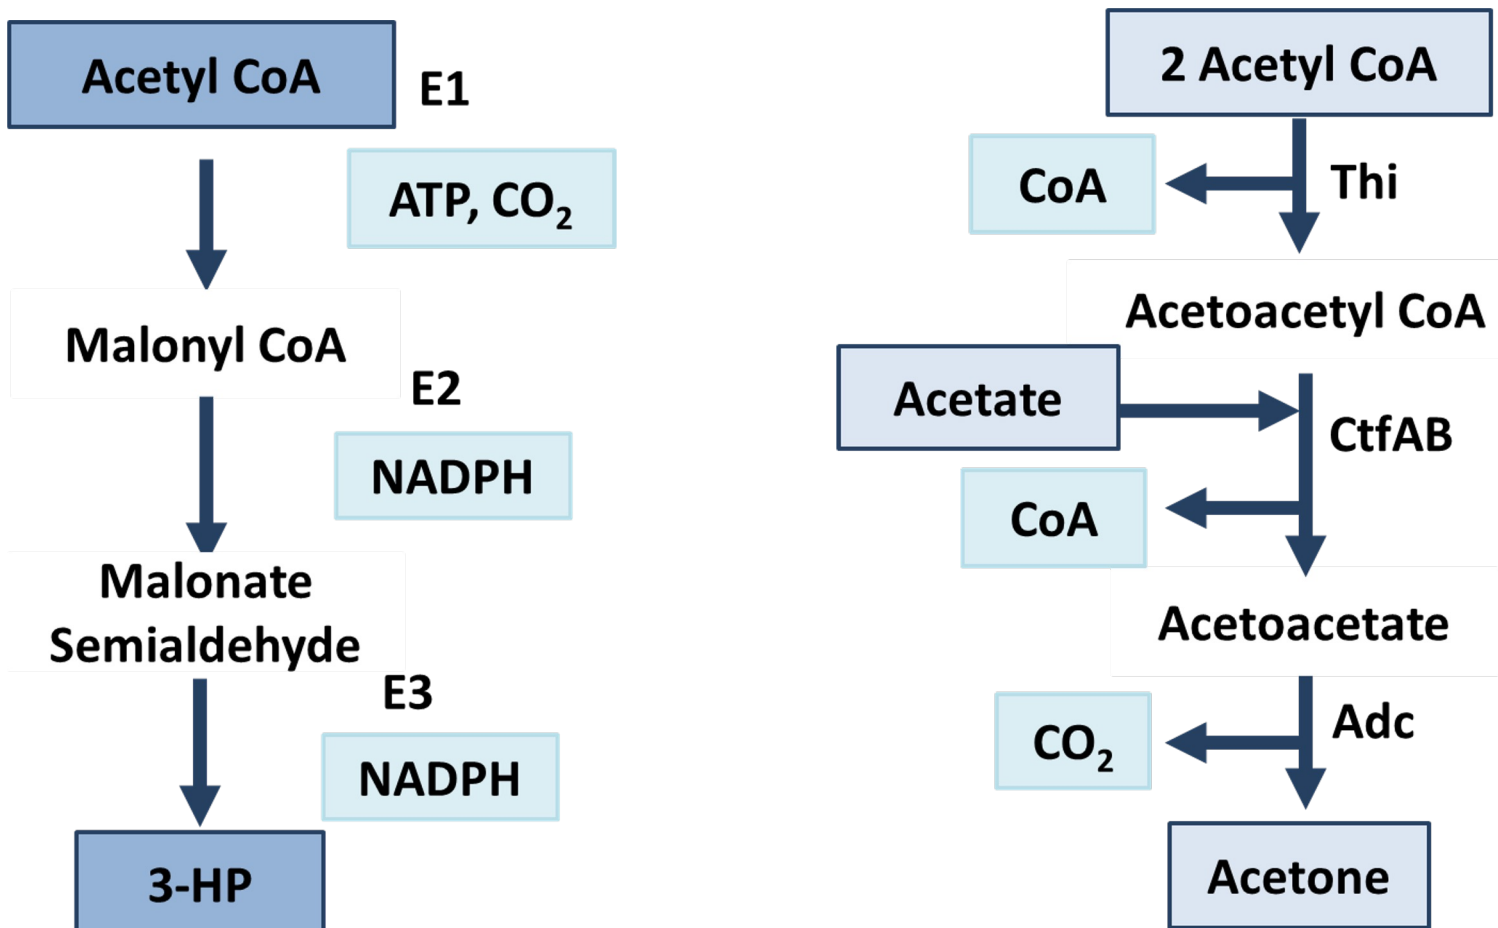 Acetyl CoA
E1
ATP, CO₂
Malonyl CoA
E2
NADPH
Malonate
Semialdehyde
E3
NADPH
3-HP
2 Acetyl CoA
CoA
Thi
Acetoacetyl CoA
Acetate
CtfAB
CoA
Acetoacetate
CO₂
Adc
Acetone